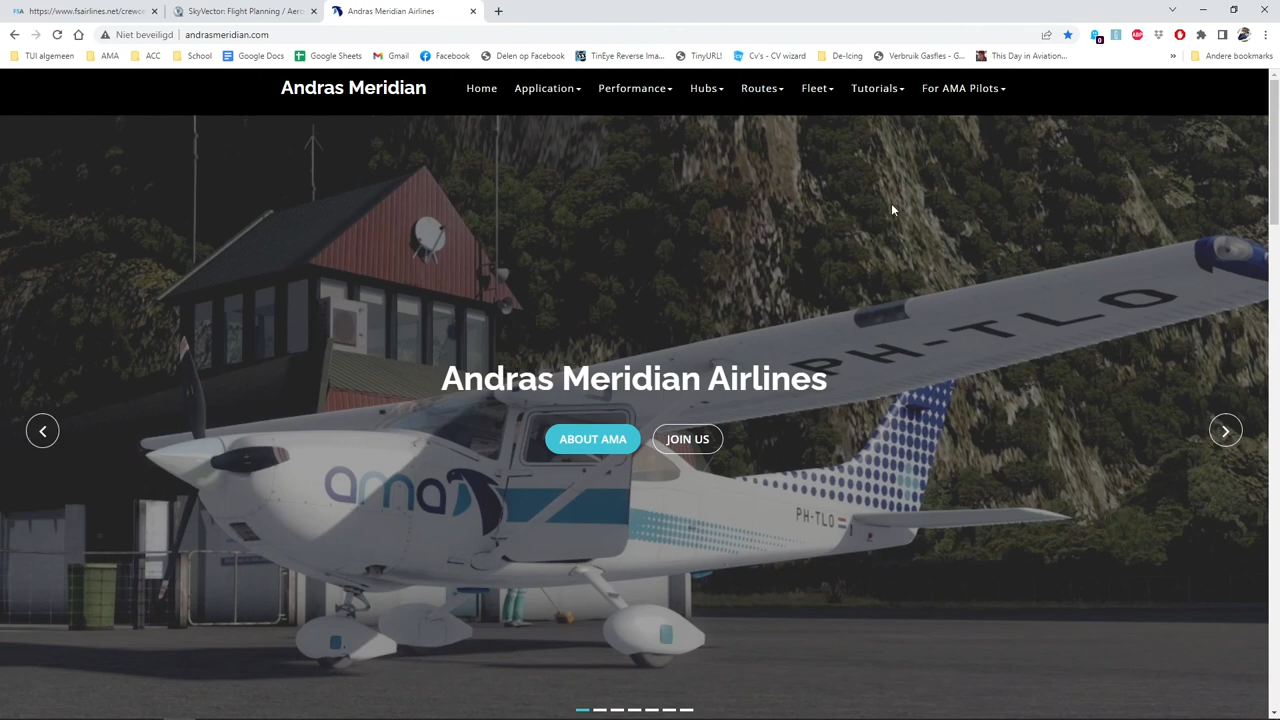 https://www.fsairlines.net/crewce
SkyVector: Flight Planning / Aero
Andras Meridian Airlines
Niet beveiligd
andrasmeridian.com
TUI algemeen
AMA
ACC
School
Google Docs
Google Sheets
Gmail
Facebook
Delen op Facebook
TinEye Reverse Ima...
TinyURL!
Cv's - CV wizard
De-Icing
Verbruik Gasfles - G...
This Day in Aviation...
»
Andere bookmarks
Andras Meridian
Home
Application
Performance
Hubs
Routes
Fleet
Tutorials
For AMA Pilots
PH-TLO
Andras Meridian Airlines
ABOUT AMA
JOIN US
ama
PH-TLO